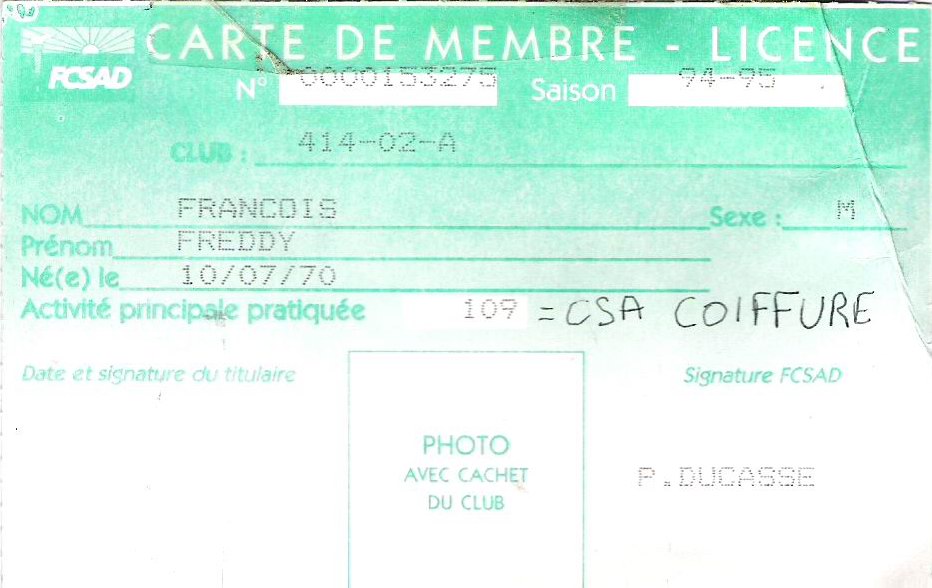 CARTE DE MEMBRE - LICENCE
FCSAD
N° 0000153275 Saison 94-95
CLUB : 414-02-A
NOM FRANCOIS Sexe : M
Prénom FREDDY
Né(e) le 10/07/70
Activité principale pratiquée 109 = CSA COIFFURE
Date et signature du titulaire
Signature FCSAD
PHOTO
AVEC CACHET
DU CLUB
P.DUCASSE